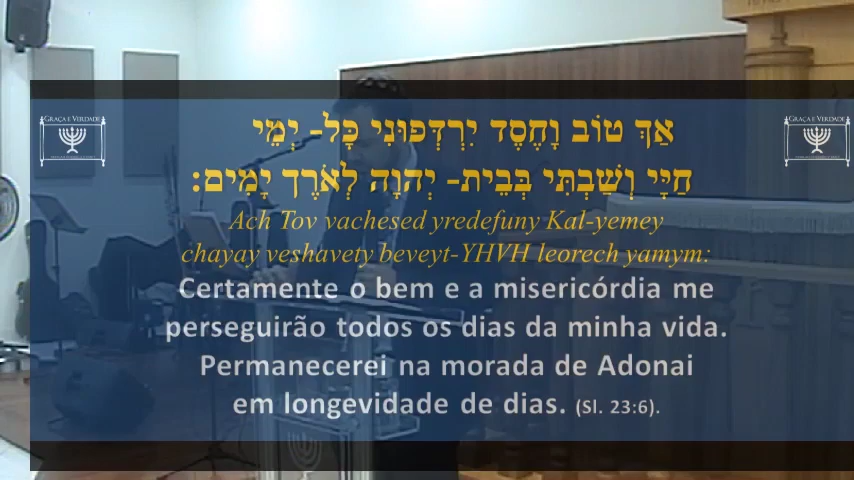 GRAÇA E VERDADE
GRAÇA E VERDADE
אַךְ טוֹב וָחֶסֶד יִרְדְּפוּנִי כָּל- יְמֵי
חַיָּי וְשַׁבְתִּי בְּבֵית- יְהוָה לְאֹרֶךְ יָמִים:
Ach Tov vachesed yredefuny Kal-yemey
chayay veshavety beveyt-YHVH leorech yamym:
Certamente o bem e a misericórdia me
perseguirão todos os dias da minha vida.
Permanecerei na morada de Adonai
em longevidade de dias. (Sl. 23:6).